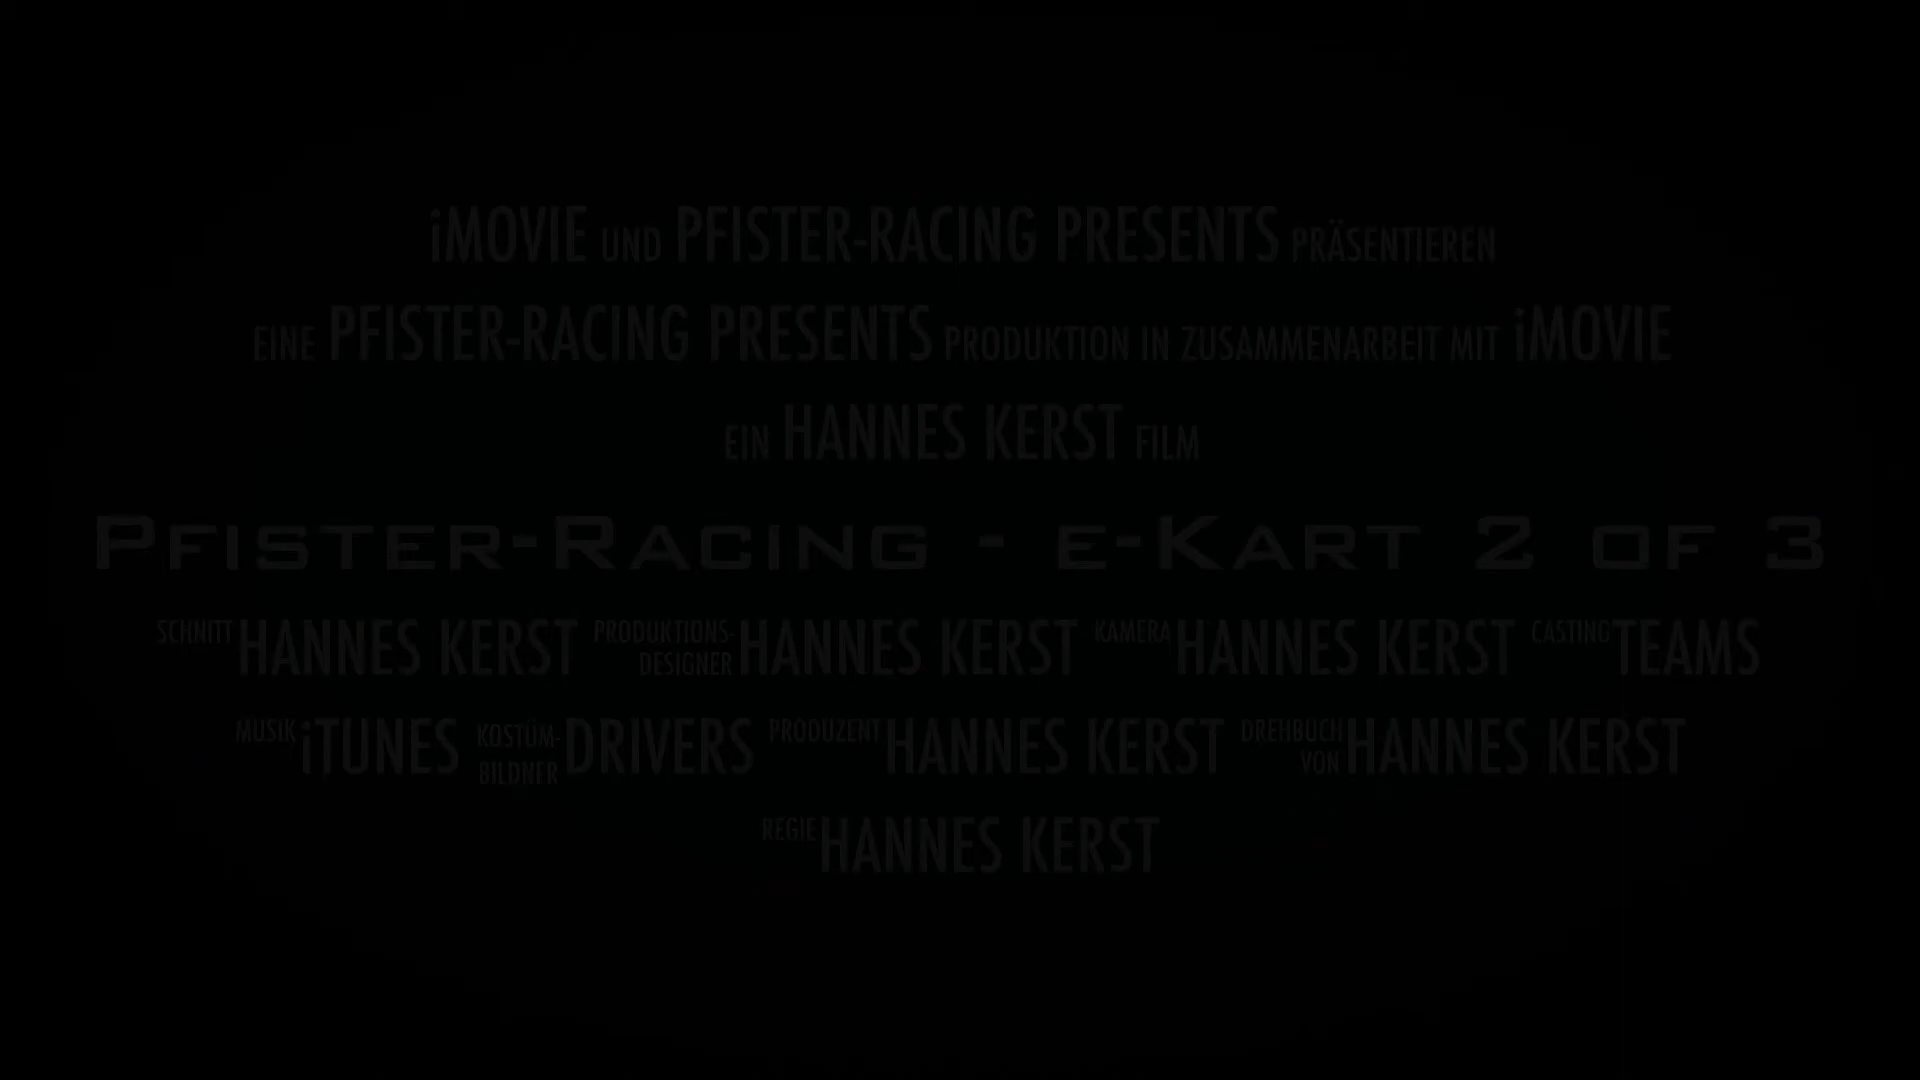 iMOVIE UND PFISTER-RACING PRESENTS PRÄSENTIEREN
EINE PFISTER-RACING PRESENTS PRODUKTION IN ZUSAMMENARBEIT MIT iMOVIE
EIN HANNES KERST FILM
PFISTER-RACING - E-KART 2 OF 3
SCHNITT HANNES KERST PRODUKTIONS-DESIGNER HANNES KERST KAMERA HANNES KERST CASTING TEAMS
MUSIK iTUNES KOSTÜM-BILDNER DRIVERS PRODUZENT HANNES KERST DREHBUCH VON HANNES KERST
REGIE HANNES KERST